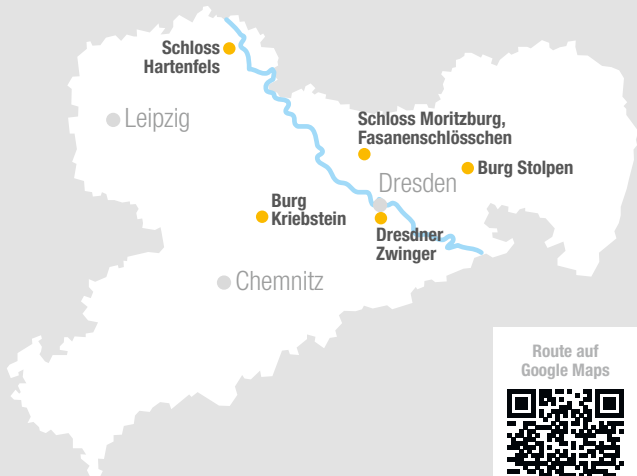 Schloss
Hartenfels
Leipzig
Schloss Moritzburg,
Fasanenschlösschen
Burg Stolpen
Dresden
Burg
Kriebstein
Dresdner
Zwinger
Chemnitz
Route auf
Google Maps